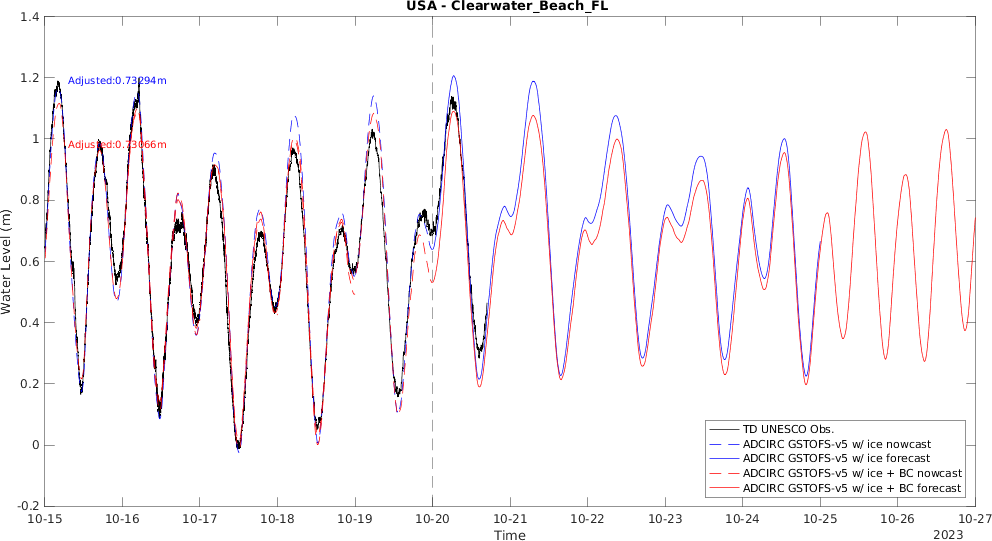 USA - Clearwater_Beach_FL
1.4
1.2
1
0.8
0.6
0.4
0.2
0
-0.2
Water Level (m)
Adjusted:0.73294m
Adjusted:0.73066m
TD UNESCO Obs.
ADCIRC GSTOFS-v5 w/ ice nowcast
ADCIRC GSTOFS-v5 w/ ice forecast
ADCIRC GSTOFS-v5 w/ ice + BC nowcast
ADCIRC GSTOFS-v5 w/ ice + BC forecast
10-15 10-16 10-17 10-18 10-19 10-20 10-21 10-22 10-23 10-24 10-25 10-26 10-27
Time
2023